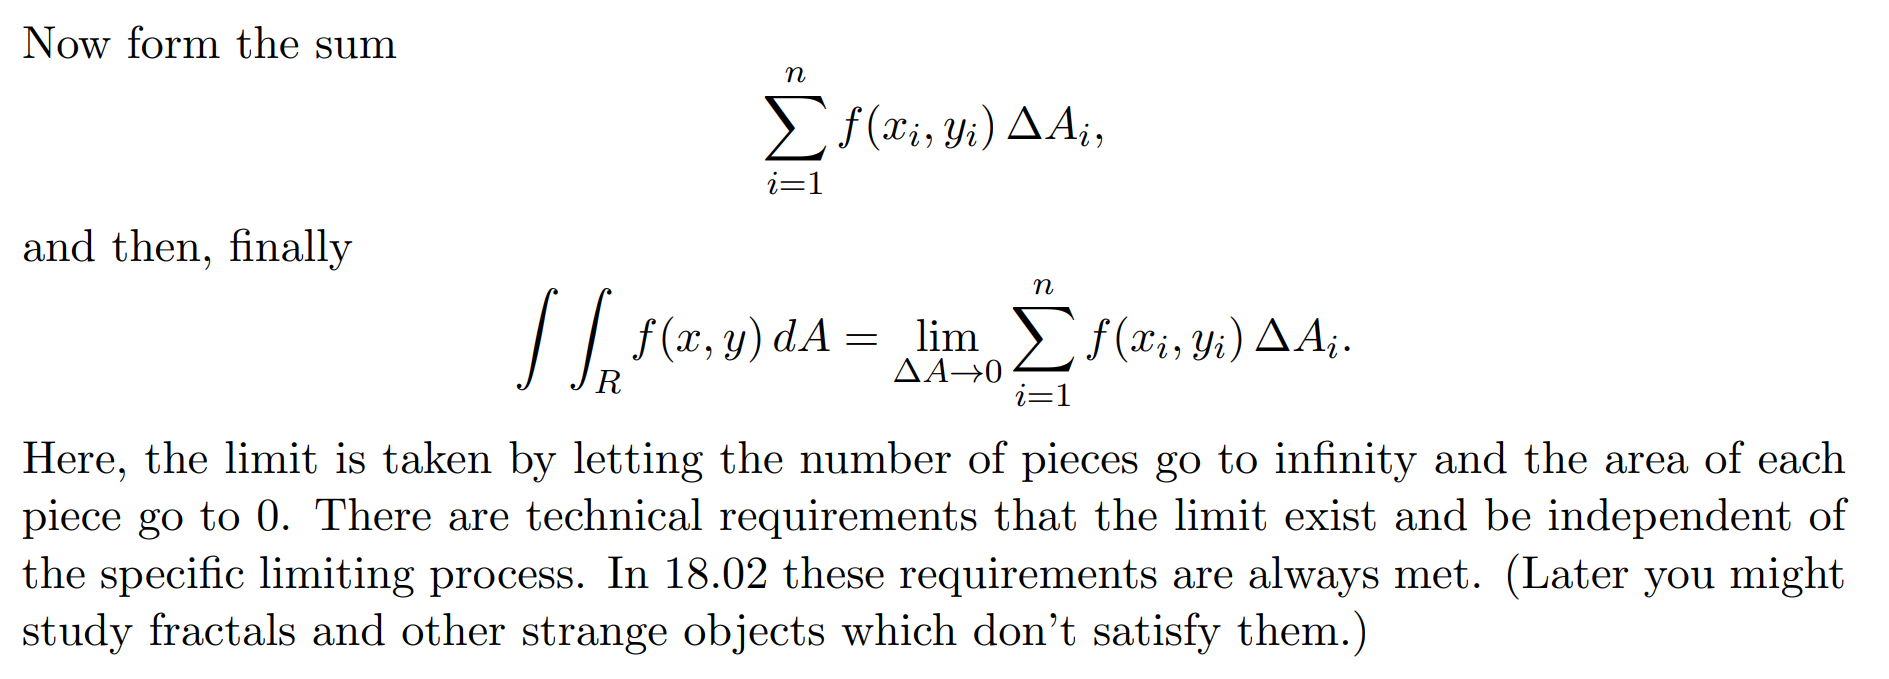 Now form the sum
$$\sum_{i=1}^{n} f(x_i, y_i) \, \Delta A_i,$$
and then, finally
$$\int \int_R f(x, y) \, dA = \lim_{\Delta A \to 0} \sum_{i=1}^{n} f(x_i, y_i) \, \Delta A_i.$$
Here, the limit is taken by letting the number of pieces go to infinity and the area of each
piece go to 0. There are technical requirements that the limit exist and be independent of
the specific limiting process. In 18.02 these requirements are always met. (Later you might
study fractals and other strange objects which don't satisfy them.)